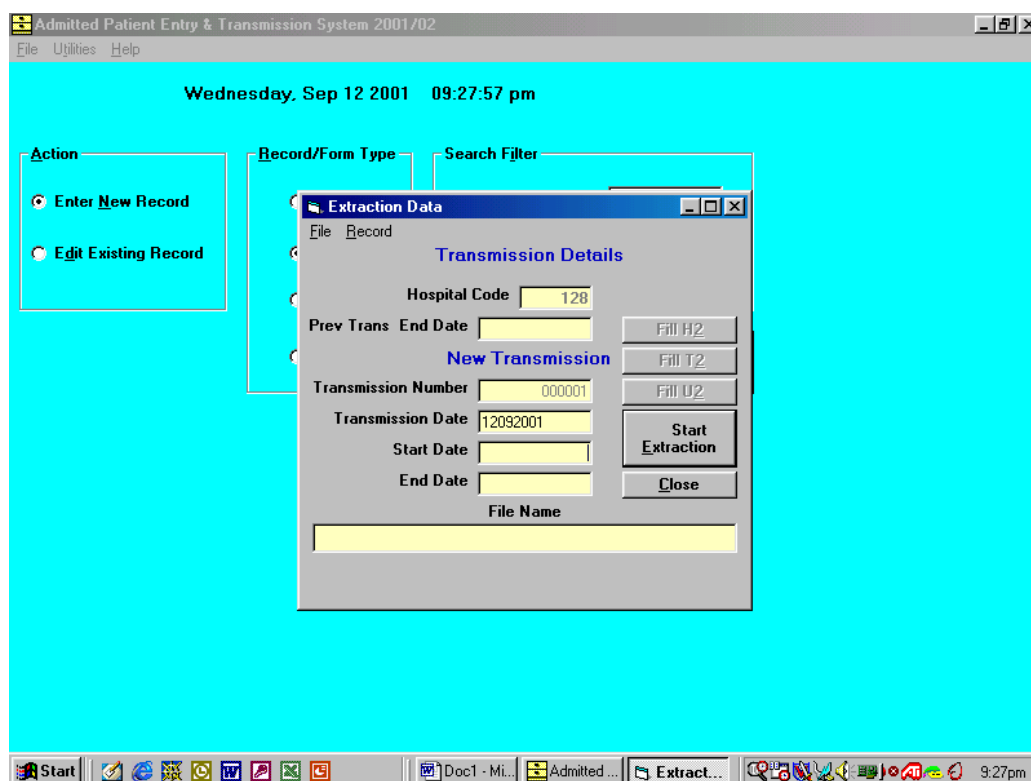 Admitted Patient Entry & Transmission System 2001/02
File Utilities Help
Wednesday, Sep 12 2001 09:27:57 pm
Action
Record/Form Type
Search Filter
Enter New Record
Edit Existing Record
Extraction Data
File Record
Transmission Details
Hospital Code 128
Prev Trans End Date
Fill H2
New Transmission
Fill T2
Transmission Number 000001
Fill U2
Transmission Date 12092001
Start Extraction
Start Date
End Date
Close
File Name
Start Doc1 - Mi... Admitted ... Extract... 9:27pm